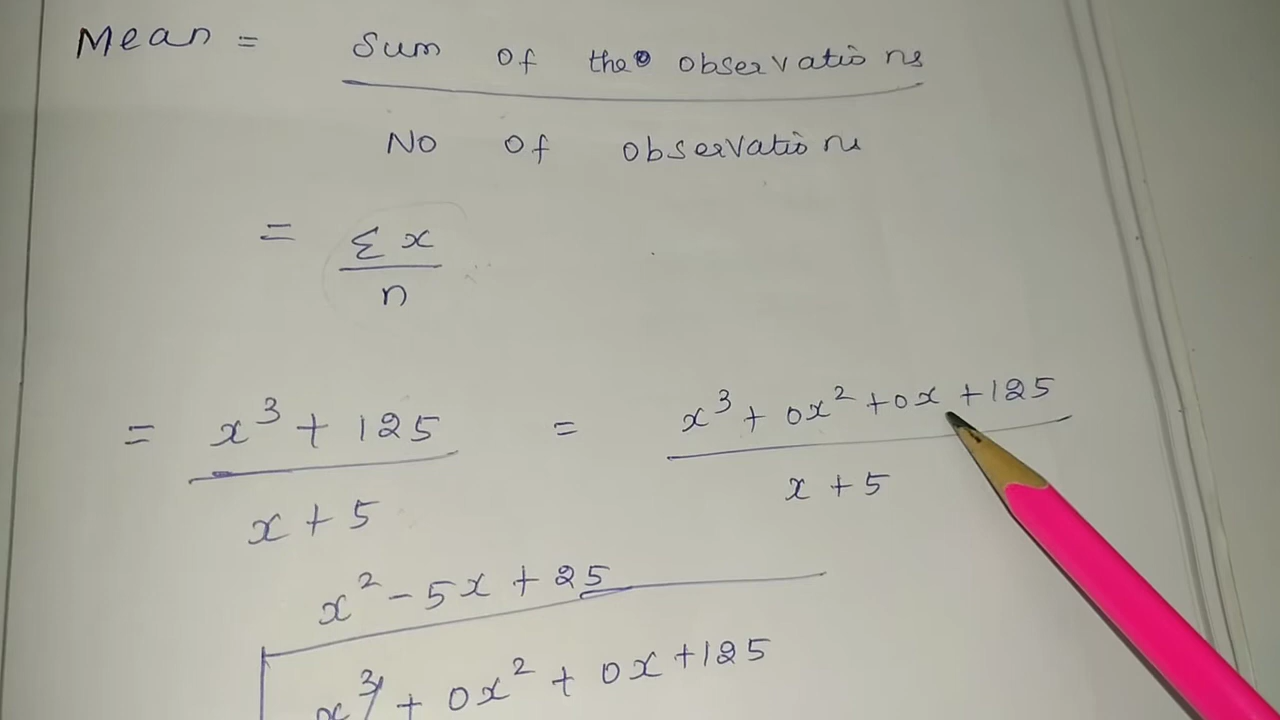 Mean = Sum of the observations
No of observations
= Σx
n
= x³ + 125 = x³ + 0x² + 0x + 125
x + 5 x + 5
x² - 5x + 25
x³ + 0x² + 0x + 125